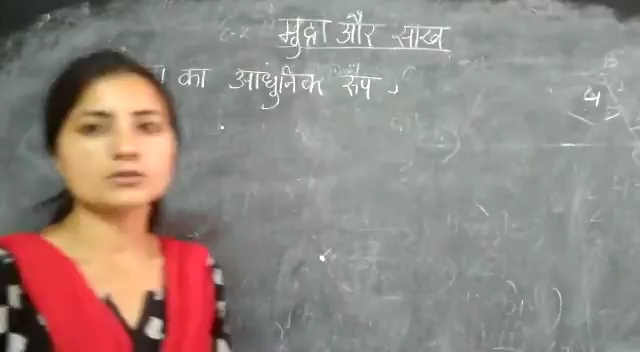 मुद्रा और साख
का आधुनिक रूप